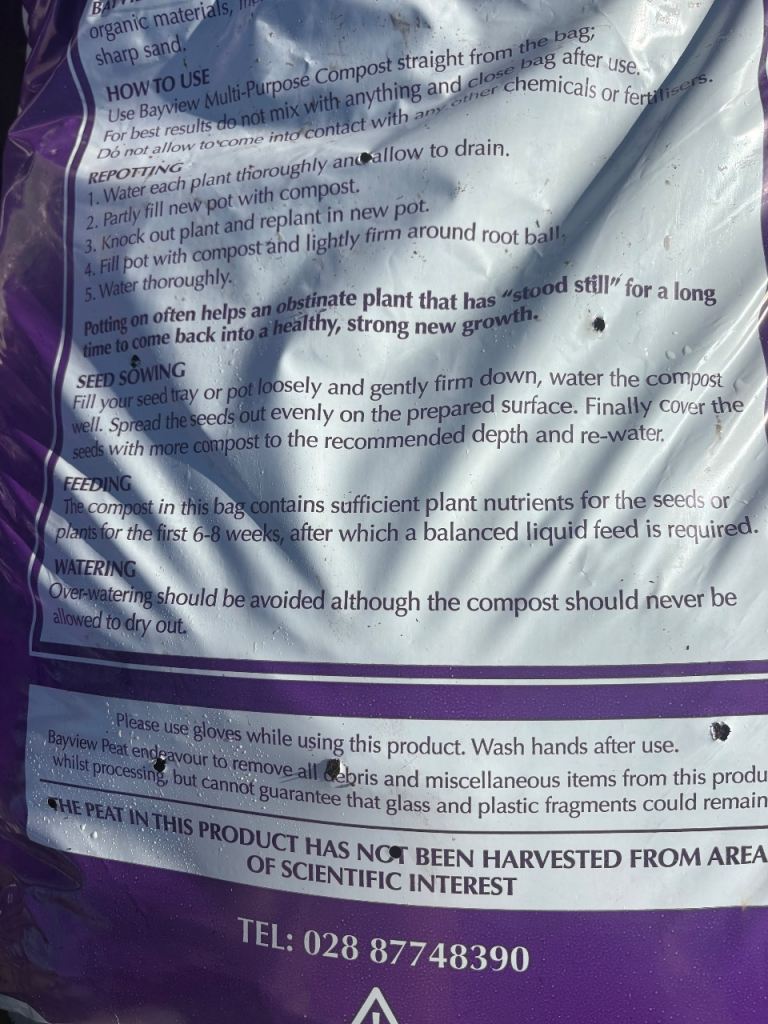 organic materials,
sharp sand.
HOW TO USE
Use Bayview Multi-Purpose Compost straight from the bag;
For best results do not mix with anything and close bag after use.
Do not allow to come into contact with any other chemicals or fertilisers.
REPOTTING
1. Water each plant thoroughly and allow to drain.
2. Partly fill new pot with compost.
3. Knock out plant and replant in new pot.
4. Fill pot with compost and lightly firm around root ball.
5. Water thoroughly.
Potting on often helps an obstinate plant that has "stood still" for a long
time to come back into a healthy, strong new growth.
SEED SOWING
Fill your seed tray or pot loosely and gently firm down, water the compost
well. Spread the seeds out evenly on the prepared surface. Finally cover the
seeds with more compost to the recommended depth and re-water.
FEEDING
The compost in this bag contains sufficient plant nutrients for the seeds or
plants for the first 6-8 weeks, after which a balanced liquid feed is required.
WATERING
Over-watering should be avoided although the compost should never be
allowed to dry out.
Please use gloves while using this product. Wash hands after use.
Bayview Peat endeavour to remove all debris and miscellaneous items from this produ
whilst processing, but cannot guarantee that glass and plastic fragments could remain
THE PEAT IN THIS PRODUCT HAS NOT BEEN HARVESTED FROM AREA
OF SCIENTIFIC INTEREST
TEL: 028 87748390